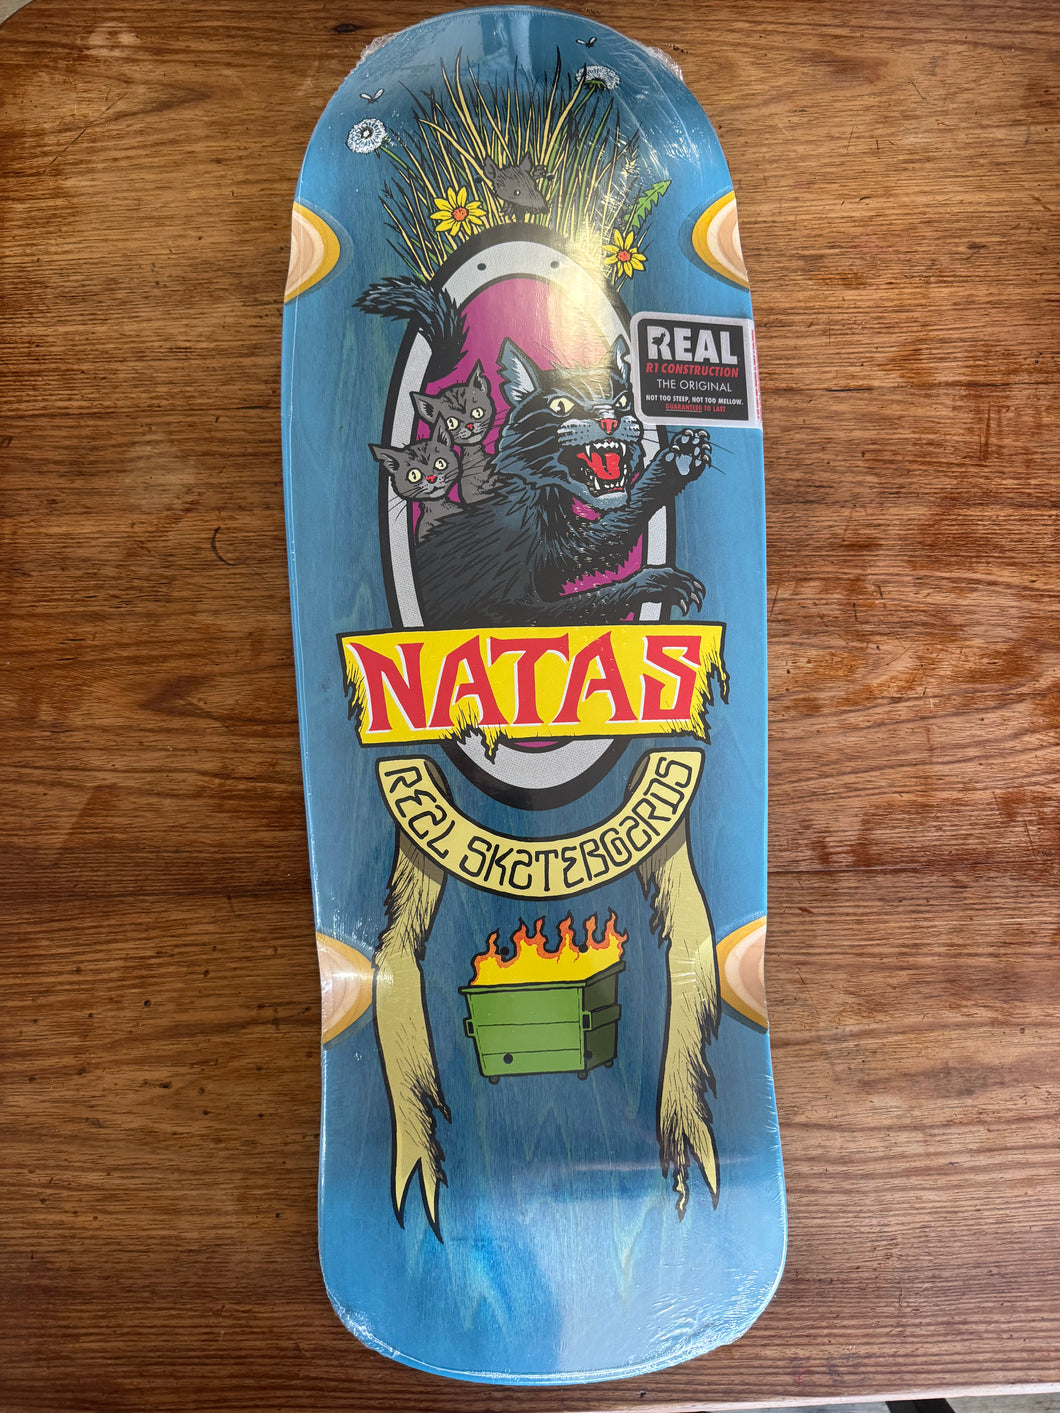 REAL
R1 CONSTRUCTION
THE ORIGINAL
NOT TOO STEEP, NOT TOO MELLOW.
GUARANTEED TO LAST
NATAS
REAL SKATEBOARDS